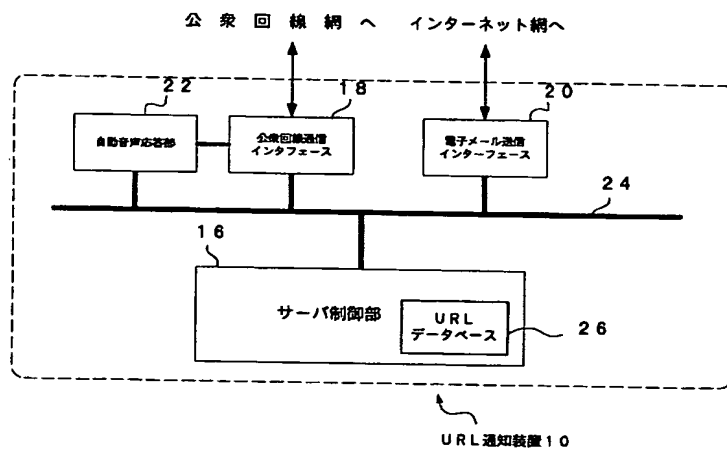 公衆回線網へ インターネット網へ
22
18
20
自動音声応答部
公衆回線通信
インタフェース
電子メール送信
インターフェース
24
16
サーバ制御部
URL
データベース
26
URL通知装置10